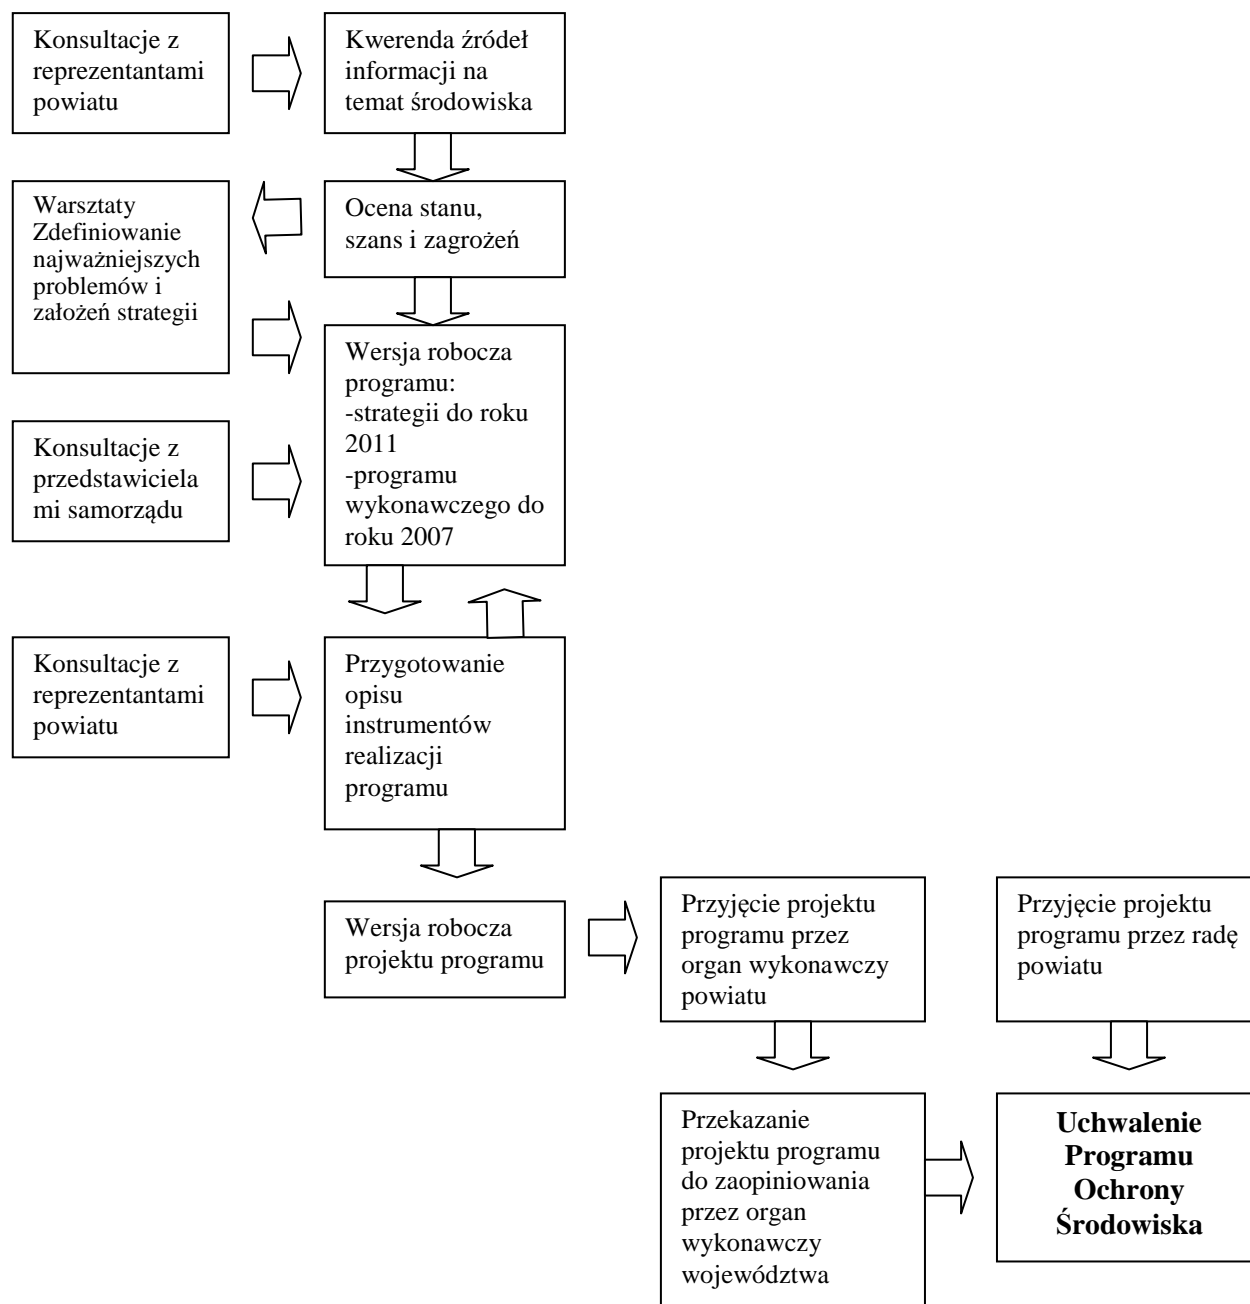 Konsultacje z
reprezentantami
powiatu
Kwerenda źródeł
informacji na
temat środowiska
Warsztaty
Zdefiniowanie
najważniejszych
problemów i
założeń strategii
Ocena stanu,
szans i zagrożeń
Wersja robocza
programu:
-strategii do roku
2011
-programu
wykonawczego do
roku 2007
Konsultacje z
przedstawiciela
mi samorządu
Konsultacje z
reprezentantami
powiatu
Przygotowanie
opisu
instrumentów
realizacji
programu
Wersja robocza
projektu programu
Przyjęcie projektu
programu przez
organ wykonawczy
powiatu
Przyjęcie projektu
programu przez radę
powiatu
Przekazanie
projektu programu
do zaopiniowania
przez organ
wykonawczy
województwa
Uchwalenie
Programu
Ochrony
Środowiska